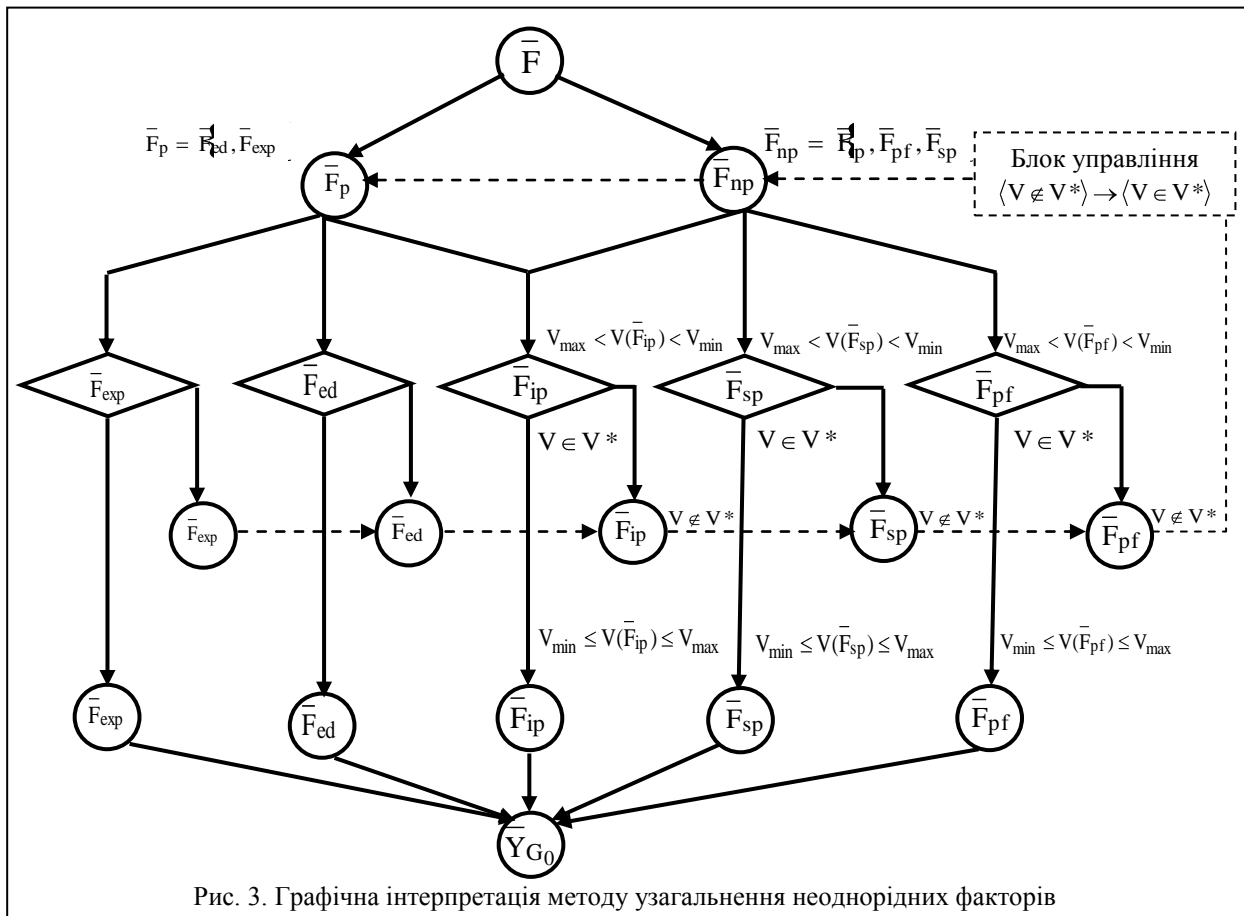 F̅
F̅p = {F̅ed, F̅exp
F̅np = {F̅ip, F̅pf, F̅sp
Блок управління
⟨V ∉ V*⟩ → ⟨V ∈ V*⟩
F̅p
F̅np
Vmax < V(F̅ip) < Vmin
Vmax < V(F̅sp) < Vmin
Vmax < V(F̅pf) < Vmin
F̅exp
F̅ed
F̅ip
F̅sp
F̅pf
V ∈ V*
V ∈ V*
V ∈ V*
F̅exp
F̅ed
F̅ip
V ∉ V*
F̅sp
V ∉ V*
F̅pf
V ∉ V*
Vmin ≤ V(F̅ip) ≤ Vmax
Vmin ≤ V(F̅sp) ≤ Vmax
Vmin ≤ V(F̅pf) ≤ Vmax
F̅exp
F̅ed
F̅ip
F̅sp
F̅pf
Y̅G0
Рис. 3. Графічна інтерпретація методу узагальнення неоднорідних факторів